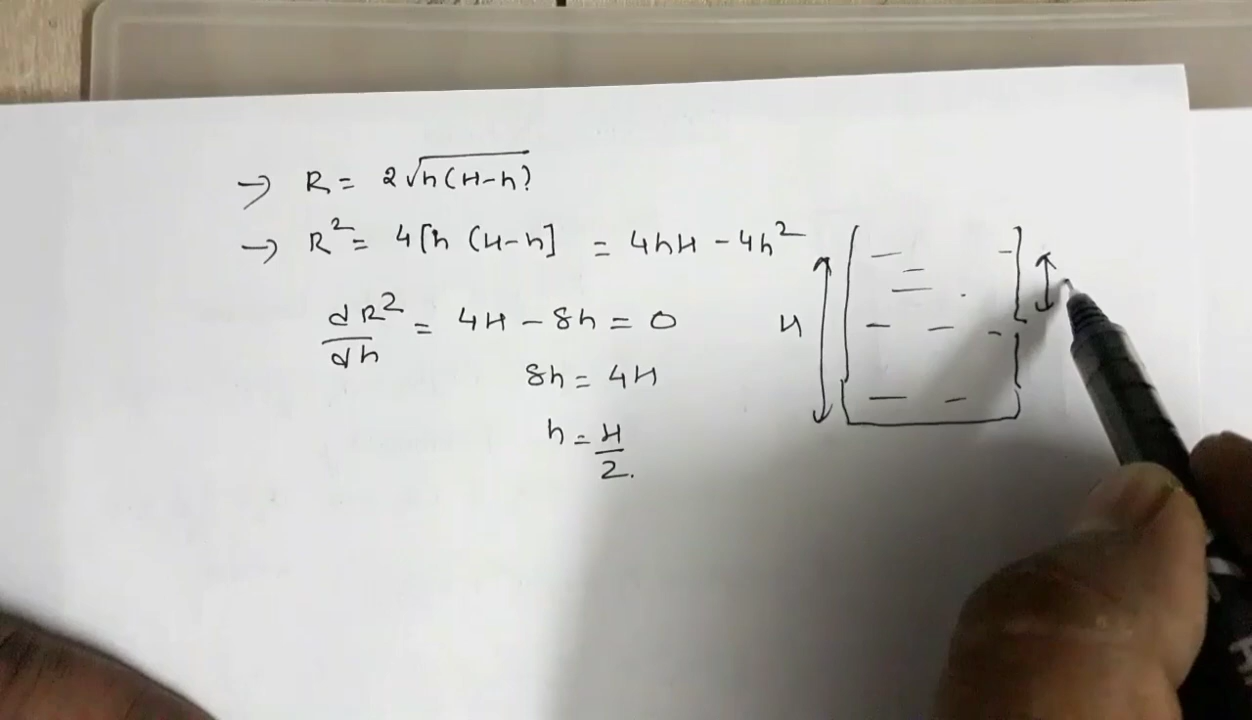 → R = 2√h(H-h)
→ R² = 4[h (H-h] = 4hH - 4h²
dR²/dh = 4H - 8h = 0
8h = 4H
h = H/2.
H